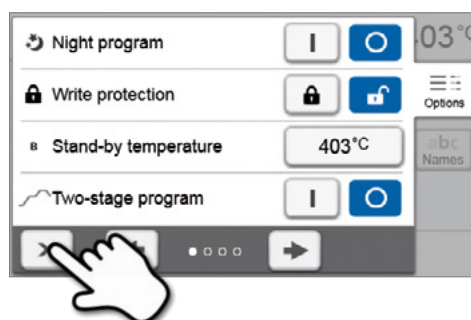 Night program I O
03°C
Write protection
Options
B Stand-by temperature 403°C
abc
Names
Two-stage program I O